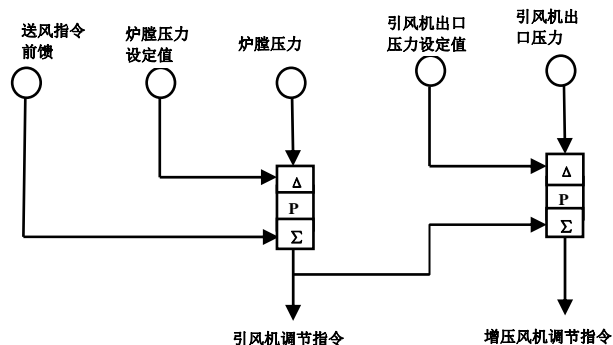 送风指令
前馈
炉膛压力
设定值
炉膛压力
引风机出口
压力设定值
引风机出
口压力
Δ
P
Σ
Δ
P
Σ
引风机调节指令
增压风机调节指令